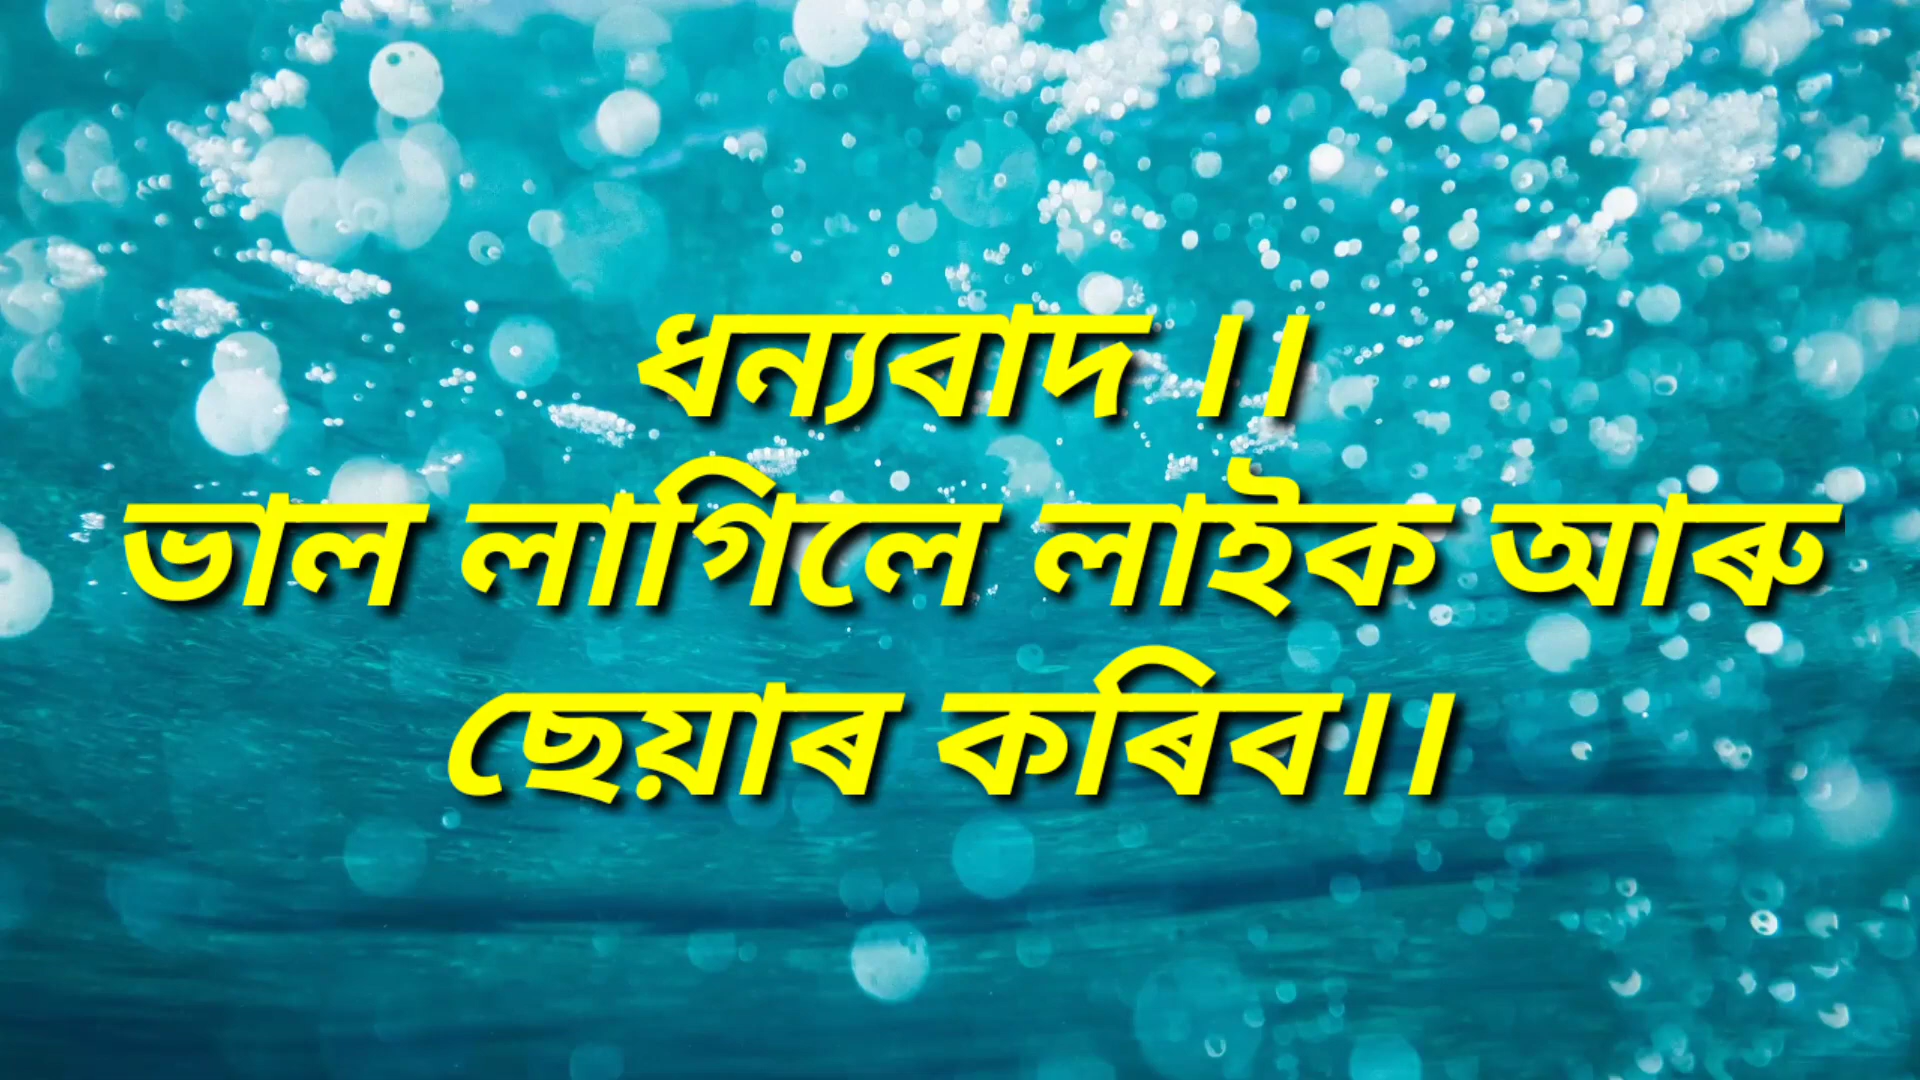 ধন্যবাদ ।।
ভাল লাগিলে লাইক আৰু
ছেয়াৰ কৰিব।।